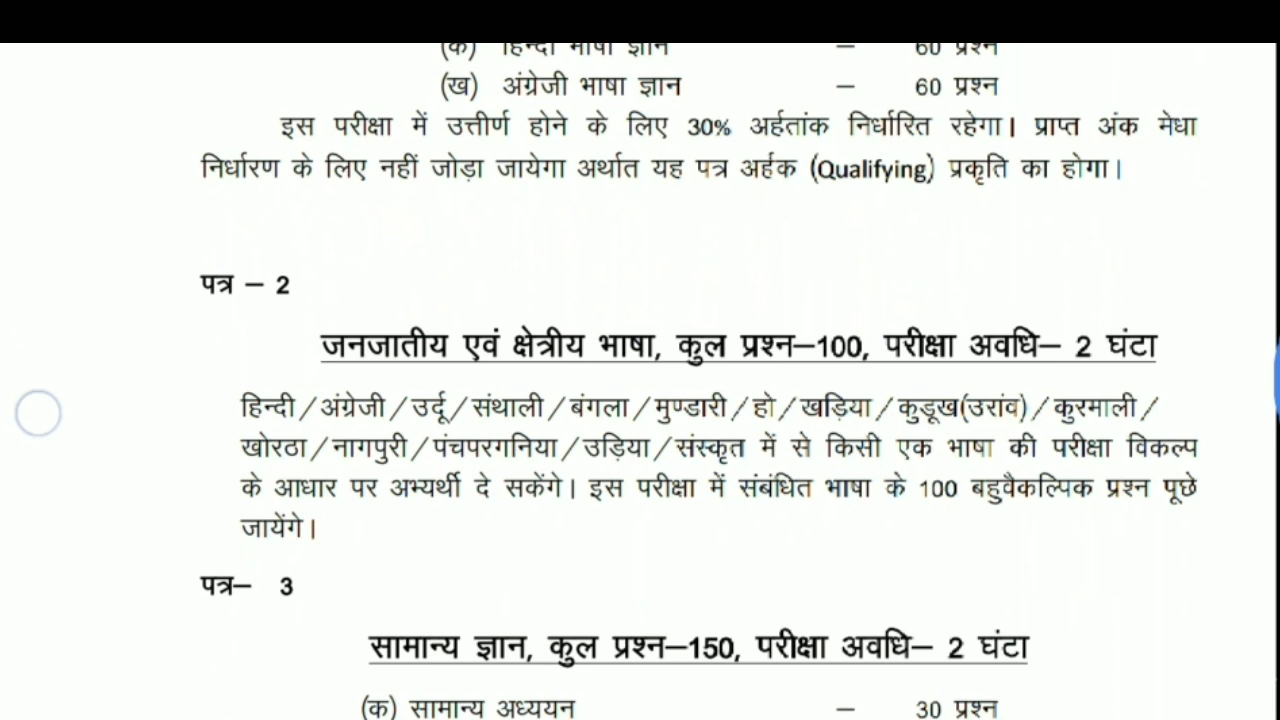 (क) हिन्दी भाषा ज्ञान – 60 प्रश्न
(ख) अंग्रेजी भाषा ज्ञान – 60 प्रश्न
इस परीक्षा में उत्तीर्ण होने के लिए 30% अर्हतांक निर्धारित रहेगा। प्राप्त अंक मेधा
निर्धारण के लिए नहीं जोड़ा जायेगा अर्थात यह पत्र अर्हक (Qualifying) प्रकृति का होगा।
पत्र – 2
जनजातीय एवं क्षेत्रीय भाषा, कुल प्रश्न–100, परीक्षा अवधि– 2 घंटा
हिन्दी/अंग्रेजी/उर्दू/संथाली/बंगला/मुण्डारी/हो/खड़िया/कुडूख(उरांव)/कुरमाली/
खोरठा/नागपुरी/पंचपरगनिया/उड़िया/संस्कृत में से किसी एक भाषा की परीक्षा विकल्प
के आधार पर अभ्यर्थी दे सकेंगे। इस परीक्षा में संबंधित भाषा के 100 बहुवैकल्पिक प्रश्न पूछे
जायेंगे।
पत्र– 3
सामान्य ज्ञान, कुल प्रश्न–150, परीक्षा अवधि– 2 घंटा
(क) सामान्य अध्ययन – 30 प्रश्न